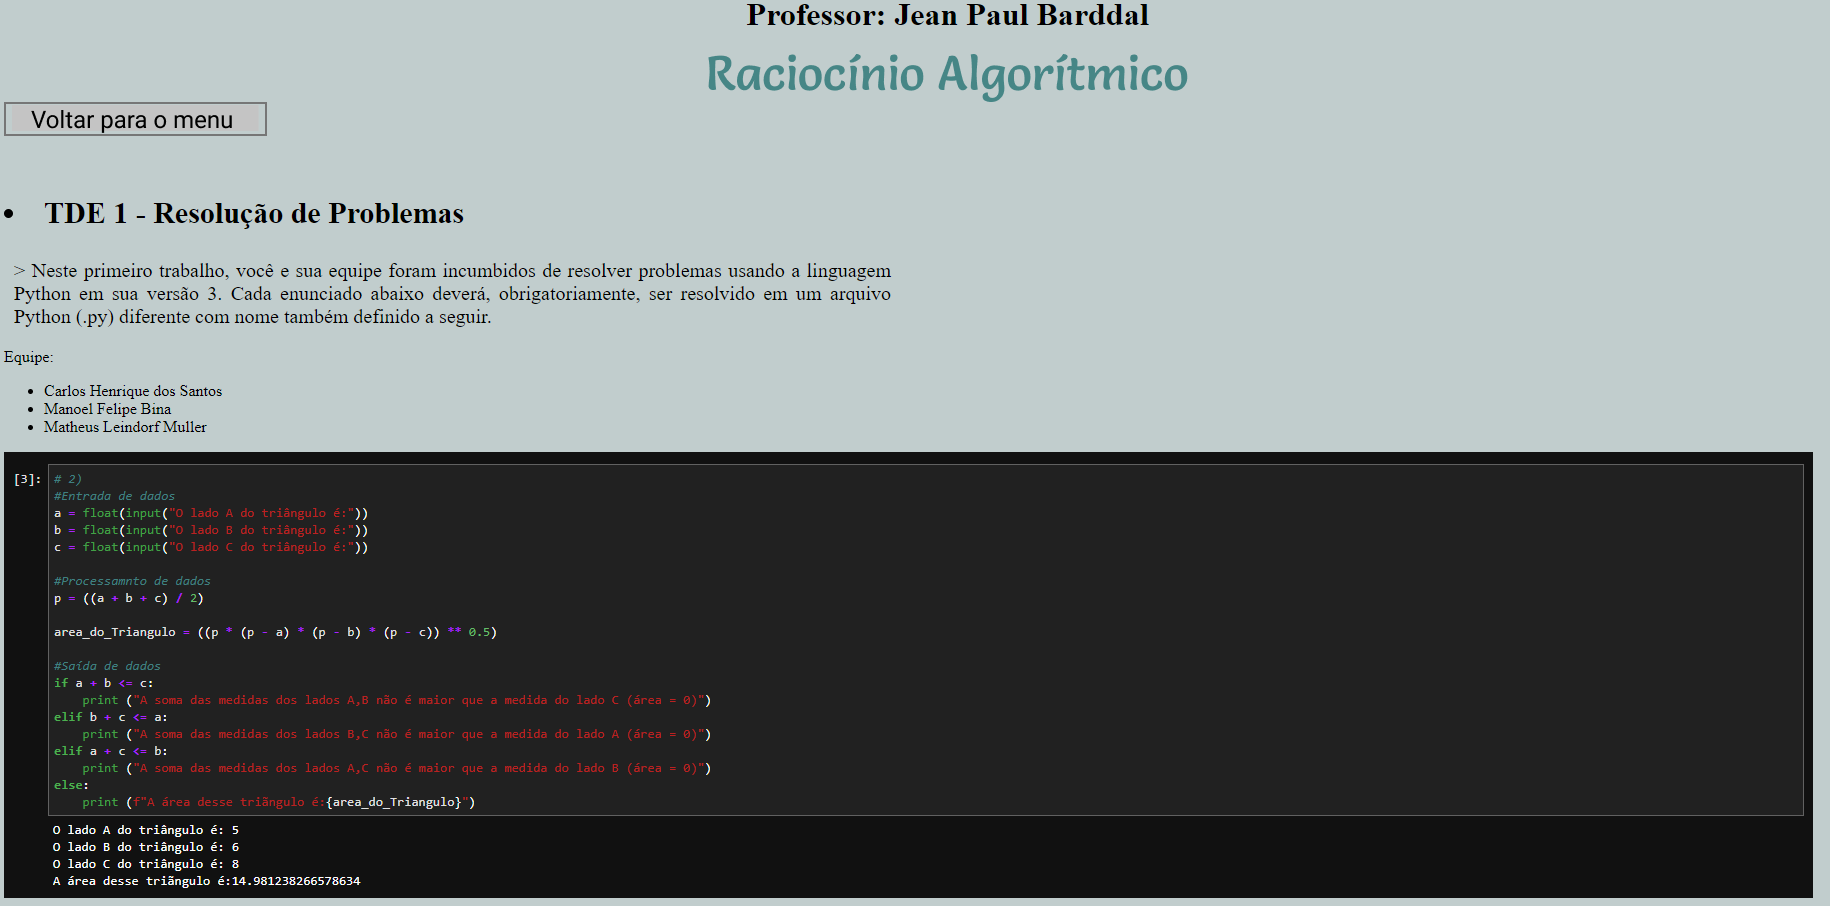 Professor: Jean Paul Barddal
Raciocínio Algorítmico
Voltar para o menu
• TDE 1 - Resolução de Problemas
> Neste primeiro trabalho, você e sua equipe foram incumbidos de resolver problemas usando a linguagem
Python em sua versão 3. Cada enunciado abaixo deverá, obrigatoriamente, ser resolvido em um arquivo
Python (.py) diferente com nome também definido a seguir.
Equipe:
• Carlos Henrique dos Santos
• Manoel Felipe Bina
• Matheus Leindorf Muller
[3]: # 2)
#Entrada de dados
a = float(input("O lado A do triângulo é:"))
b = float(input("O lado B do triângulo é:"))
c = float(input("O lado C do triângulo é:"))
#Processamnto de dados
p = ((a + b + c) / 2)
area_do_Triangulo = ((p * (p - a) * (p - b) * (p - c)) ** 0.5)
#Saída de dados
if a + b <= c:
    print ("A soma das medidas dos lados A,B não é maior que a medida do lado C (área = 0)")
elif b + c <= a:
    print ("A soma das medidas dos lados B,C não é maior que a medida do lado A (área = 0)")
elif a + c <= b:
    print ("A soma das medidas dos lados A,C não é maior que a medida do lado B (área = 0)")
else:
    print (f"A área desse triãngulo é:{area_do_Triangulo}")
O lado A do triângulo é: 5
O lado B do triângulo é: 6
O lado C do triângulo é: 8
A área desse triãngulo é:14.981238266578634